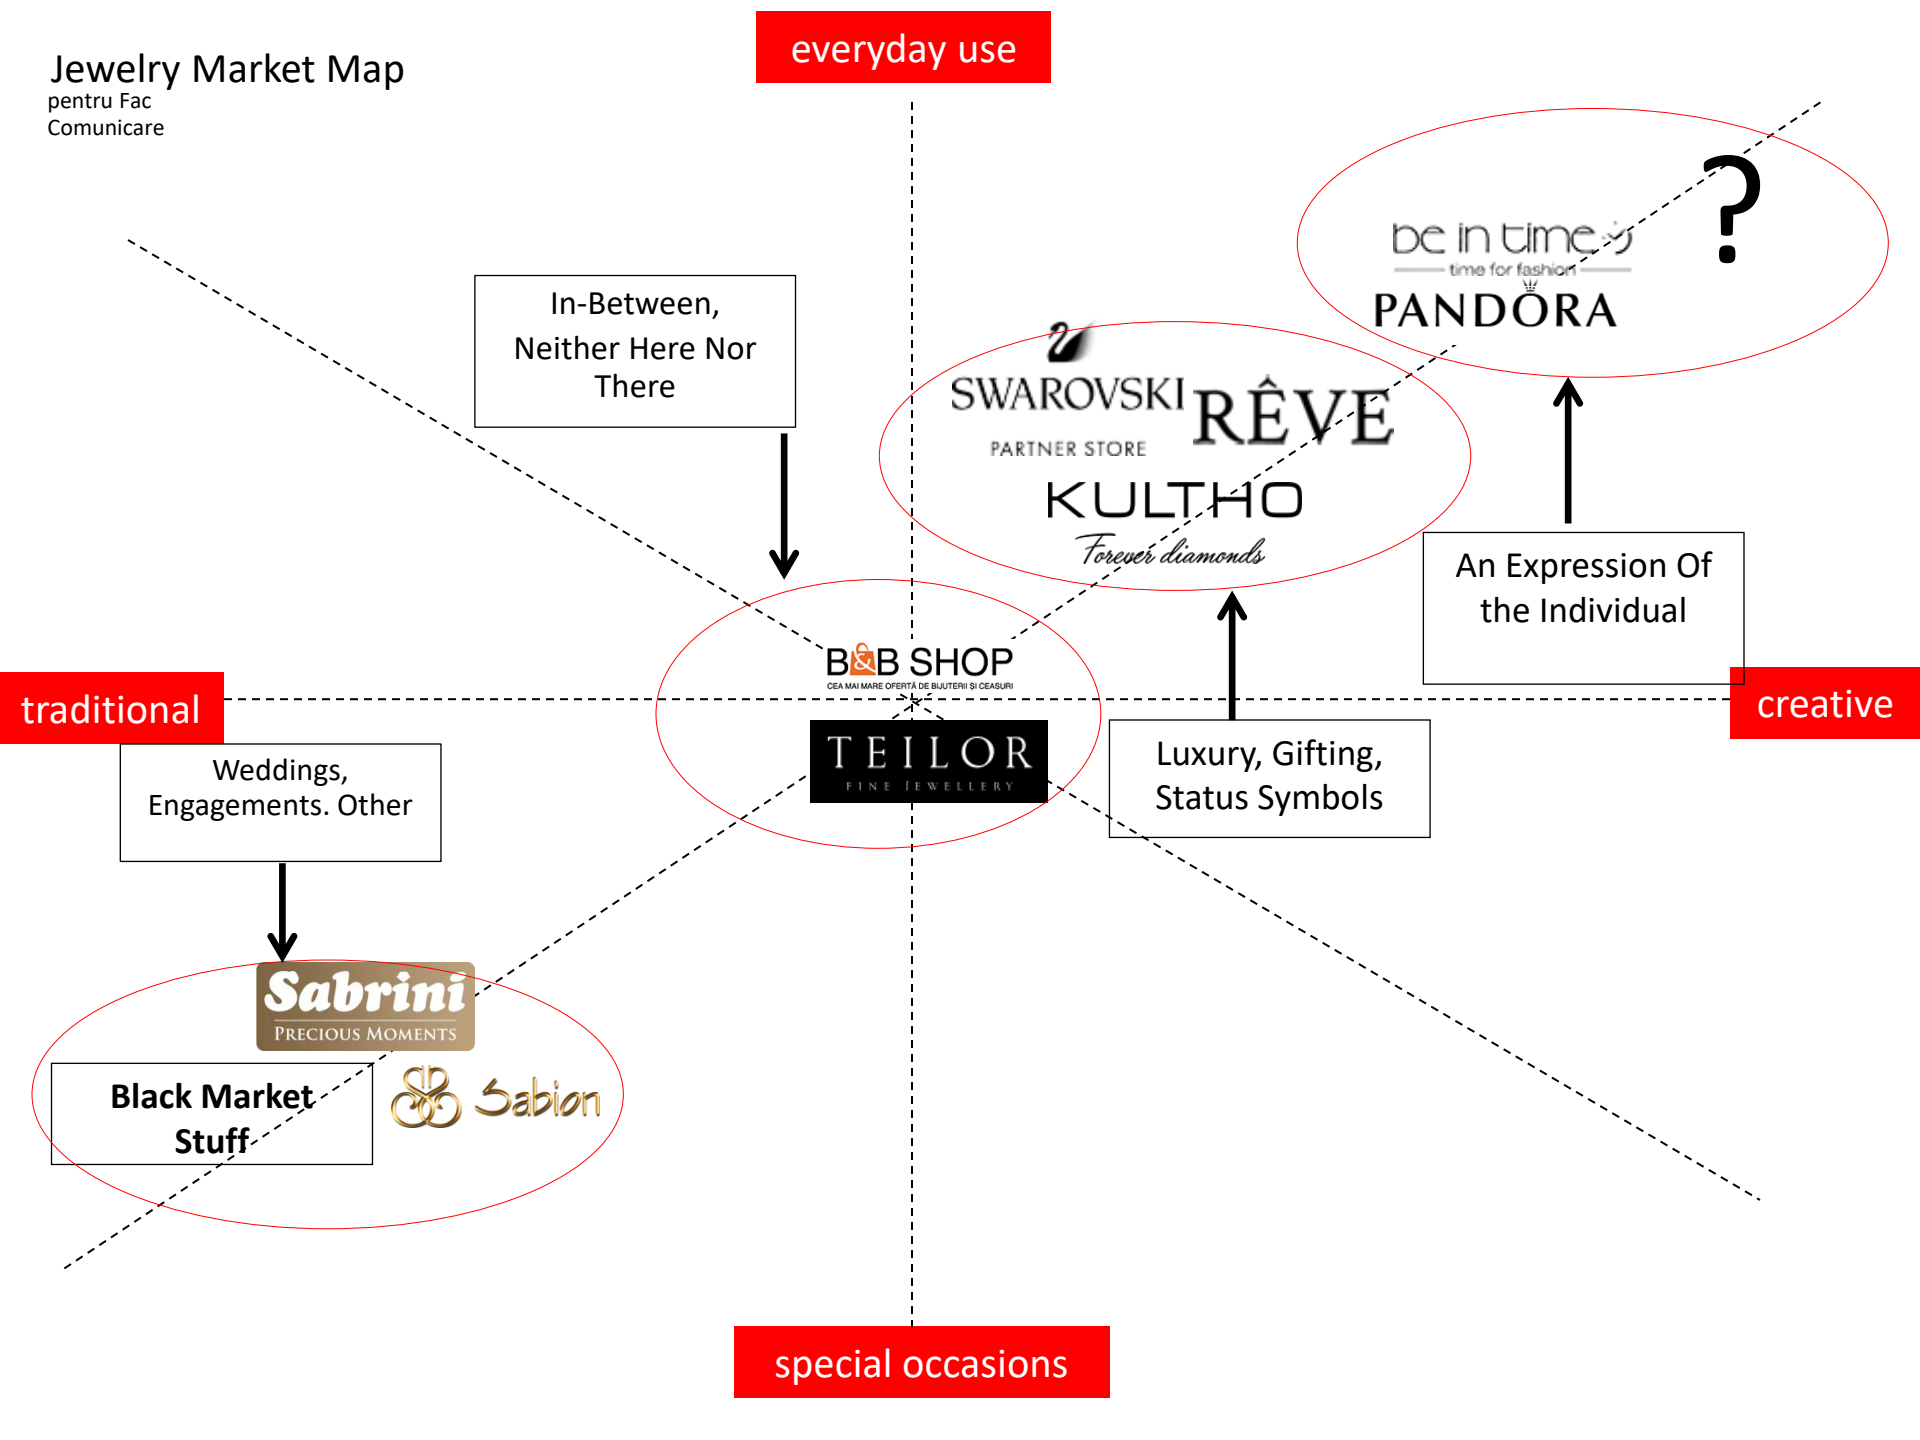 everyday use
Jewelry Market Map
pentru Fac
Comunicare
?
be in time
time for fashion
PANDORA
In-Between,
Neither Here Nor
There
SWAROVSKI
PARTNER STORE
RÊVE
KULTHO
Forever diamonds
An Expression Of
the Individual
B&B SHOP
CEA MAI MARE OFERTĂ DE BIJUTERII ȘI CEASURI
traditional
creative
TEILOR
FINE JEWELLERY
Luxury, Gifting,
Status Symbols
Weddings,
Engagements. Other
Sabrini
PRECIOUS MOMENTS
Black Market
Stuff
Sabion
special occasions